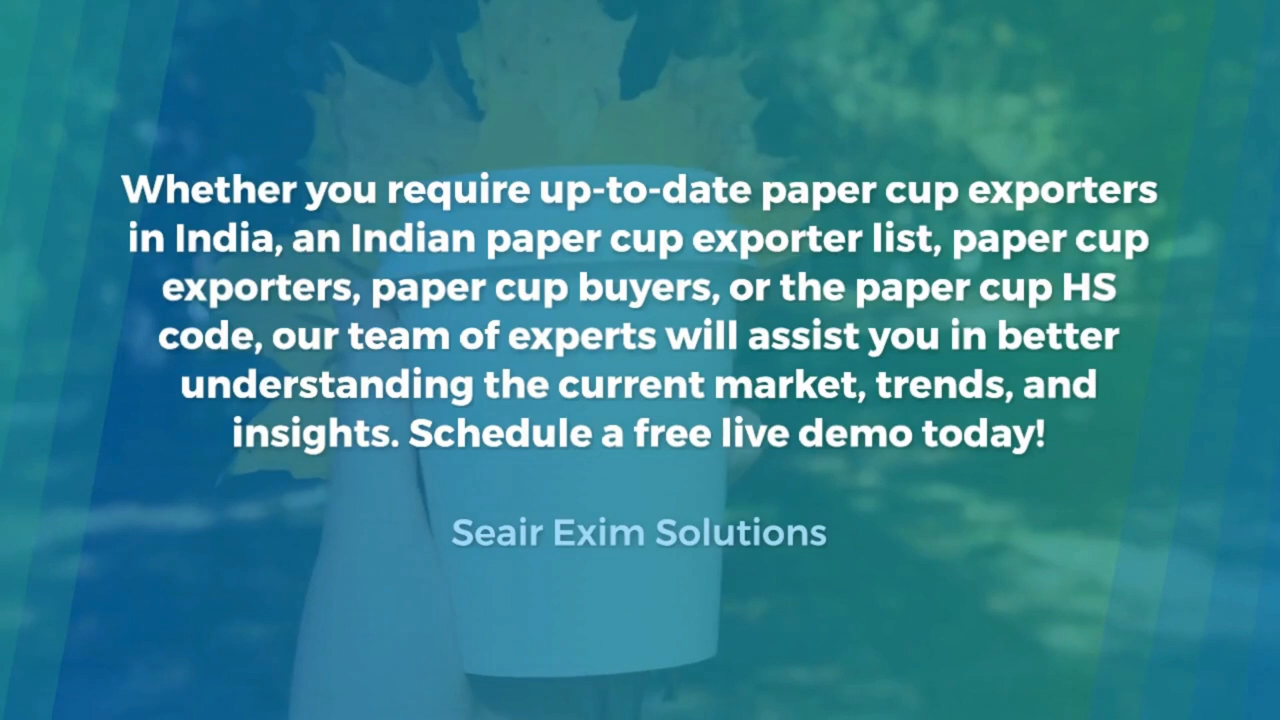 Whether you require up-to-date paper cup exporters
in India, an Indian paper cup exporter list, paper cup
exporters, paper cup buyers, or the paper cup HS
code, our team of experts will assist you in better
understanding the current market, trends, and
insights. Schedule a free live demo today!
Seair Exim Solutions